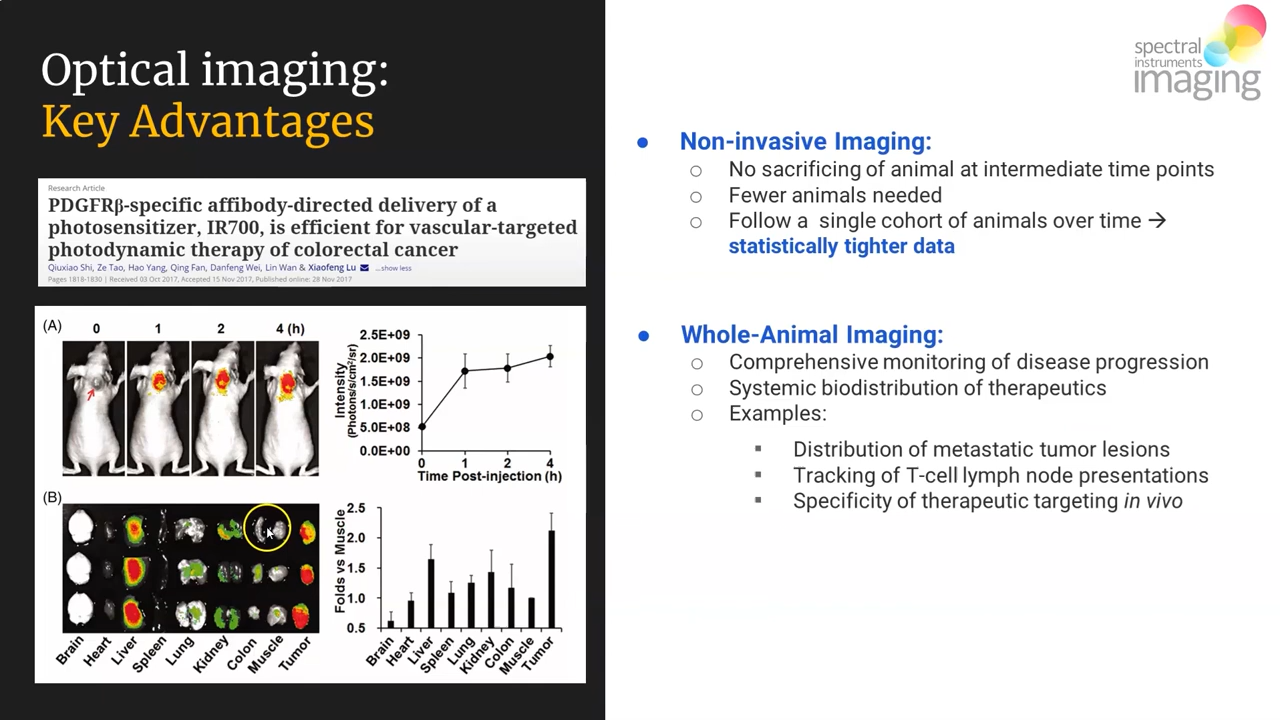 Optical imaging:
Key Advantages
Research Article
PDGFRβ-specific affibody-directed delivery of a
photosensitizer, IR700, is efficient for vascular-targeted
photodynamic therapy of colorectal cancer
Qiuxiao Shi, Ze Tao, Hao Yang, Qing Fan, Danfeng Wei, Lin Wan & Xiaofeng Lu ...show less
Pages 1818-1830 | Received 03 Oct 2017, Accepted 15 Nov 2017, Published online: 28 Nov 2017
(A)
0 1 2 4 (h)
Intensity
(Photons/s/cm²/sr)
2.5E+09
2.0E+09
1.5E+09
1.0E+09
5.0E+08
0.0E+00
0 1 2 4
Time Post-injection (h)
(B)
Brain Heart Liver Spleen Lung Kidney Colon Muscle Tumor
Folds vs Muscle
2.5
2.0
1.5
1.0
0.5
Brain Heart Liver Spleen Lung Kidney Colon Muscle Tumor
spectral
instruments
imaging
● Non-invasive Imaging:
○ No sacrificing of animal at intermediate time points
○ Fewer animals needed
○ Follow a single cohort of animals over time →
statistically tighter data
● Whole-Animal Imaging:
○ Comprehensive monitoring of disease progression
○ Systemic biodistribution of therapeutics
○ Examples:
▪ Distribution of metastatic tumor lesions
▪ Tracking of T-cell lymph node presentations
▪ Specificity of therapeutic targeting in vivo